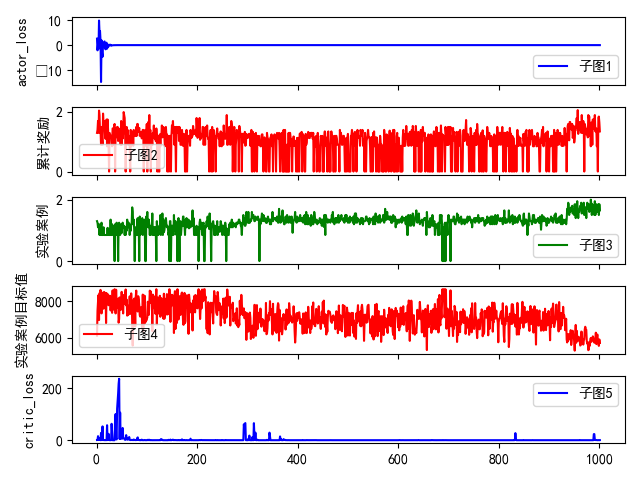 actor_loss
10
0
□10
子图1
累计奖励
2
0
子图2
实验案例
2
0
子图3
实验案例目标值
8000
6000
子图4
critic_loss
200
0
子图5
0 200 400 600 800 1000